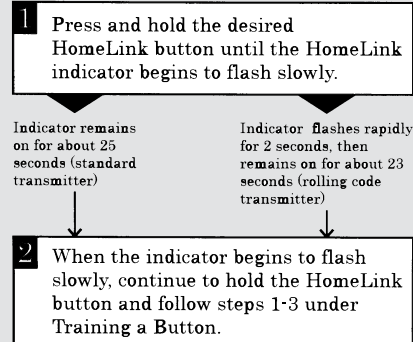 1
Press and hold the desired
HomeLink button until the HomeLink
indicator begins to flash slowly.
Indicator remains
on for about 25
seconds (standard
transmitter)
Indicator flashes rapidly
for 2 seconds, then
remains on for about 23
seconds (rolling code
transmitter)
2
When the indicator begins to flash
slowly, continue to hold the HomeLink
button and follow steps 1-3 under
Training a Button.